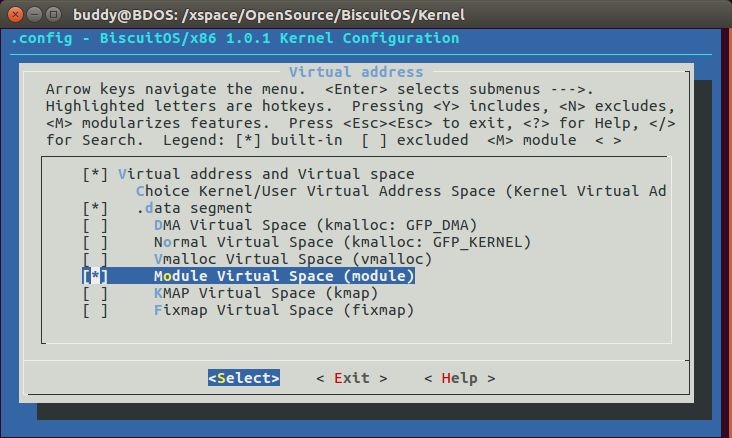 buddy@BDOS: /xspace/OpenSource/BiscuitOS/Kernel
.config - BiscuitOS/x86 1.0.1 Kernel Configuration
Virtual address
Arrow keys navigate the menu.  <Enter> selects submenus --->.
Highlighted letters are hotkeys.  Pressing <Y> includes, <N> excludes,
<M> modularizes features.  Press <Esc><Esc> to exit, <?> for Help, </>
for Search.  Legend: [*] built-in  [ ] excluded  <M> module  < >
[*] Virtual address and Virtual space
Choice Kernel/User Virtual Address Space (Kernel Virtual Ad
[*]   .data segment
[ ]     DMA Virtual Space (kmalloc: GFP_DMA)
[ ]     Normal Virtual Space (kmalloc: GFP_KERNEL)
[ ]     Vmalloc Virtual Space (vmalloc)
[*]     Module Virtual Space (module)
[ ]     KMAP Virtual Space (kmap)
[ ]     Fixmap Virtual Space (fixmap)
<Select>    < Exit >    < Help >